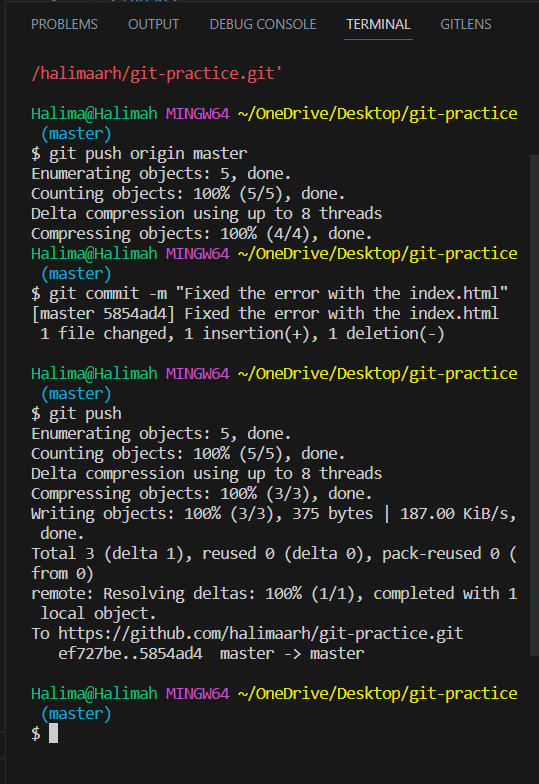 PROBLEMS OUTPUT DEBUG CONSOLE TERMINAL GITLENS
/halimaarh/git-practice.git'
Halima@Halimah MINGW64 ~/OneDrive/Desktop/git-practice
(master)
$ git push origin master
Enumerating objects: 5, done.
Counting objects: 100% (5/5), done.
Delta compression using up to 8 threads
Compressing objects: 100% (4/4), done.
Halima@Halimah MINGW64 ~/OneDrive/Desktop/git-practice
(master)
$ git commit -m "Fixed the error with the index.html"
[master 5854ad4] Fixed the error with the index.html
1 file changed, 1 insertion(+), 1 deletion(-)
Halima@Halimah MINGW64 ~/OneDrive/Desktop/git-practice
(master)
$ git push
Enumerating objects: 5, done.
Counting objects: 100% (5/5), done.
Delta compression using up to 8 threads
Compressing objects: 100% (3/3), done.
Writing objects: 100% (3/3), 375 bytes | 187.00 KiB/s,
done.
Total 3 (delta 1), reused 0 (delta 0), pack-reused 0 (
from 0)
remote: Resolving deltas: 100% (1/1), completed with 1
local object.
To https://github.com/halimaarh/git-practice.git
ef727be..5854ad4  master -> master
Halima@Halimah MINGW64 ~/OneDrive/Desktop/git-practice
(master)
$